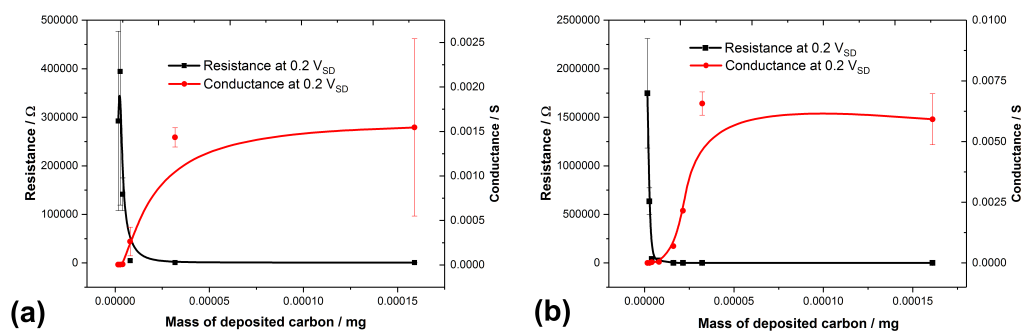 500000
400000
300000
200000
100000
0
Resistance / Ω
0.0025
0.0020
0.0015
0.0010
0.0005
0.0000
Conductance / S
Resistance at 0.2 VSD
Conductance at 0.2 VSD
0.00000
0.00005
0.00010
0.00015
Mass of deposited carbon / mg
(a)
2500000
2000000
1500000
1000000
500000
0
Resistance / Ω
0.0100
0.0075
0.0050
0.0025
0.0000
Conductance / S
Resistance at 0.2 VSD
Conductance at 0.2 VSD
0.00000
0.00005
0.00010
0.00015
Mass of deposited carbon / mg
(b)